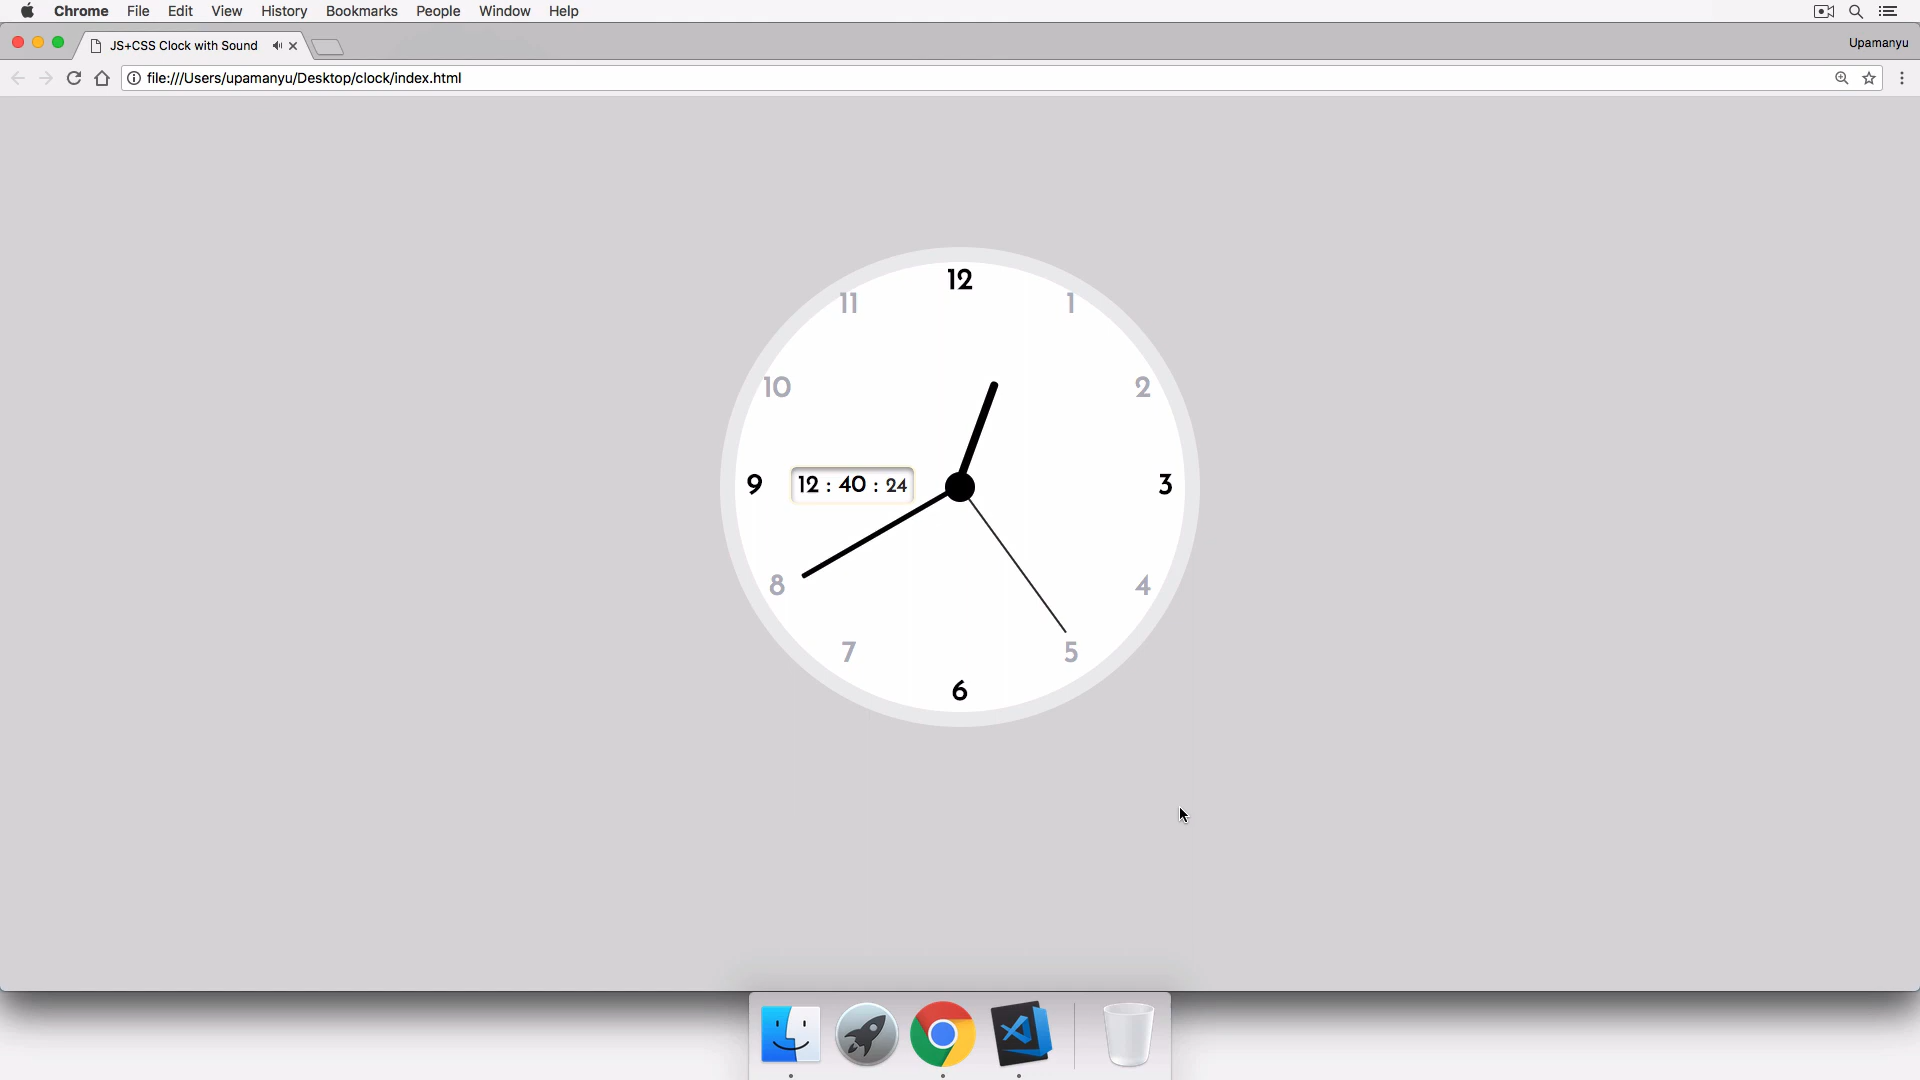 Chrome File Edit View History Bookmarks People Window Help
JS+CSS Clock with Sound
Upamanyu
file:///Users/upamanyu/Desktop/clock/index.html
12
11 1
10 2
9 12 : 40 : 24 3
8 4
7 5
6